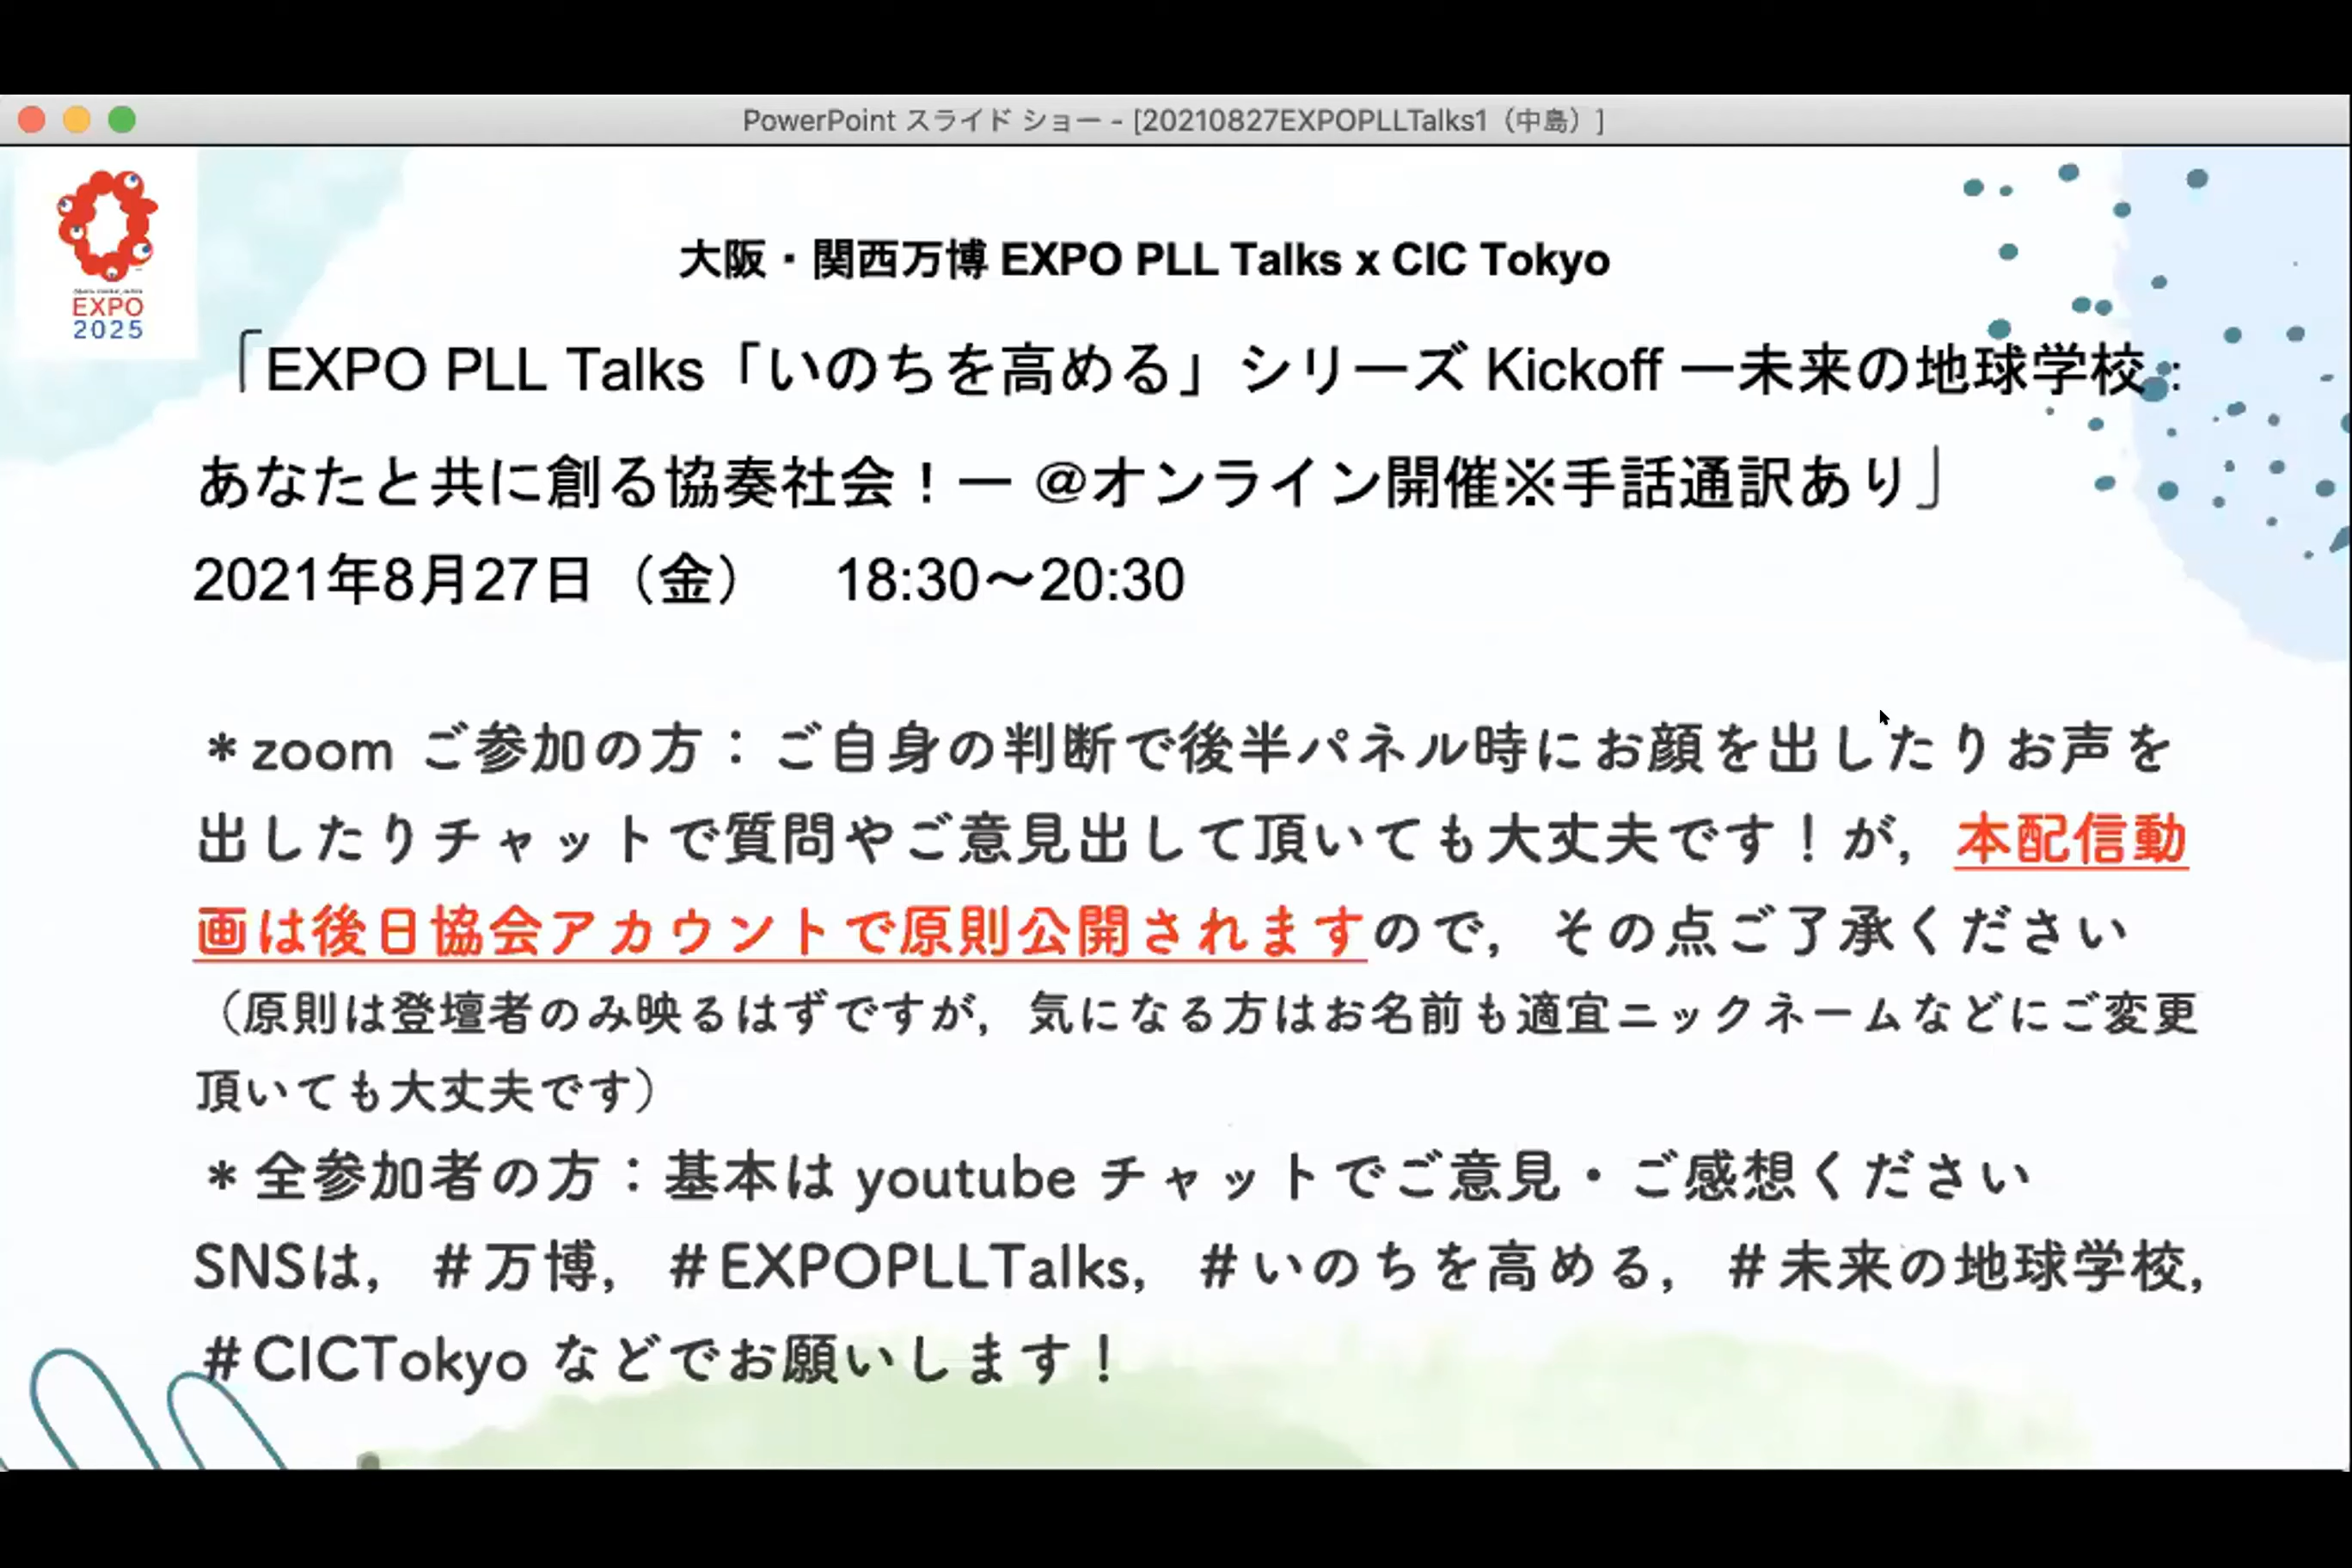 PowerPoint スライド ショー - [20210827EXPOPLLTalks1（中島）]
EXPO
2025
大阪・関西万博 EXPO PLL Talks x CIC Tokyo
「EXPO PLL Talks「いのちを高める」シリーズ Kickoff ー未来の地球学校：
あなたと共に創る協奏社会！ー @オンライン開催※手話通訳あり」
2021年8月27日（金）　18:30〜20:30
＊zoom ご参加の方：ご自身の判断で後半パネル時にお顔を出したりお声を
出したりチャットで質問やご意見出して頂いても大丈夫です！が，本配信動
画は後日協会アカウントで原則公開されますので，その点ご了承ください
（原則は登壇者のみ映るはずですが，気になる方はお名前も適宜ニックネームなどにご変更
頂いても大丈夫です）
＊全参加者の方：基本は youtube チャットでご意見・ご感想ください
SNSは，＃万博，＃EXPOPLLTalks，＃いのちを高める，＃未来の地球学校，
＃CICTokyo などでお願いします！